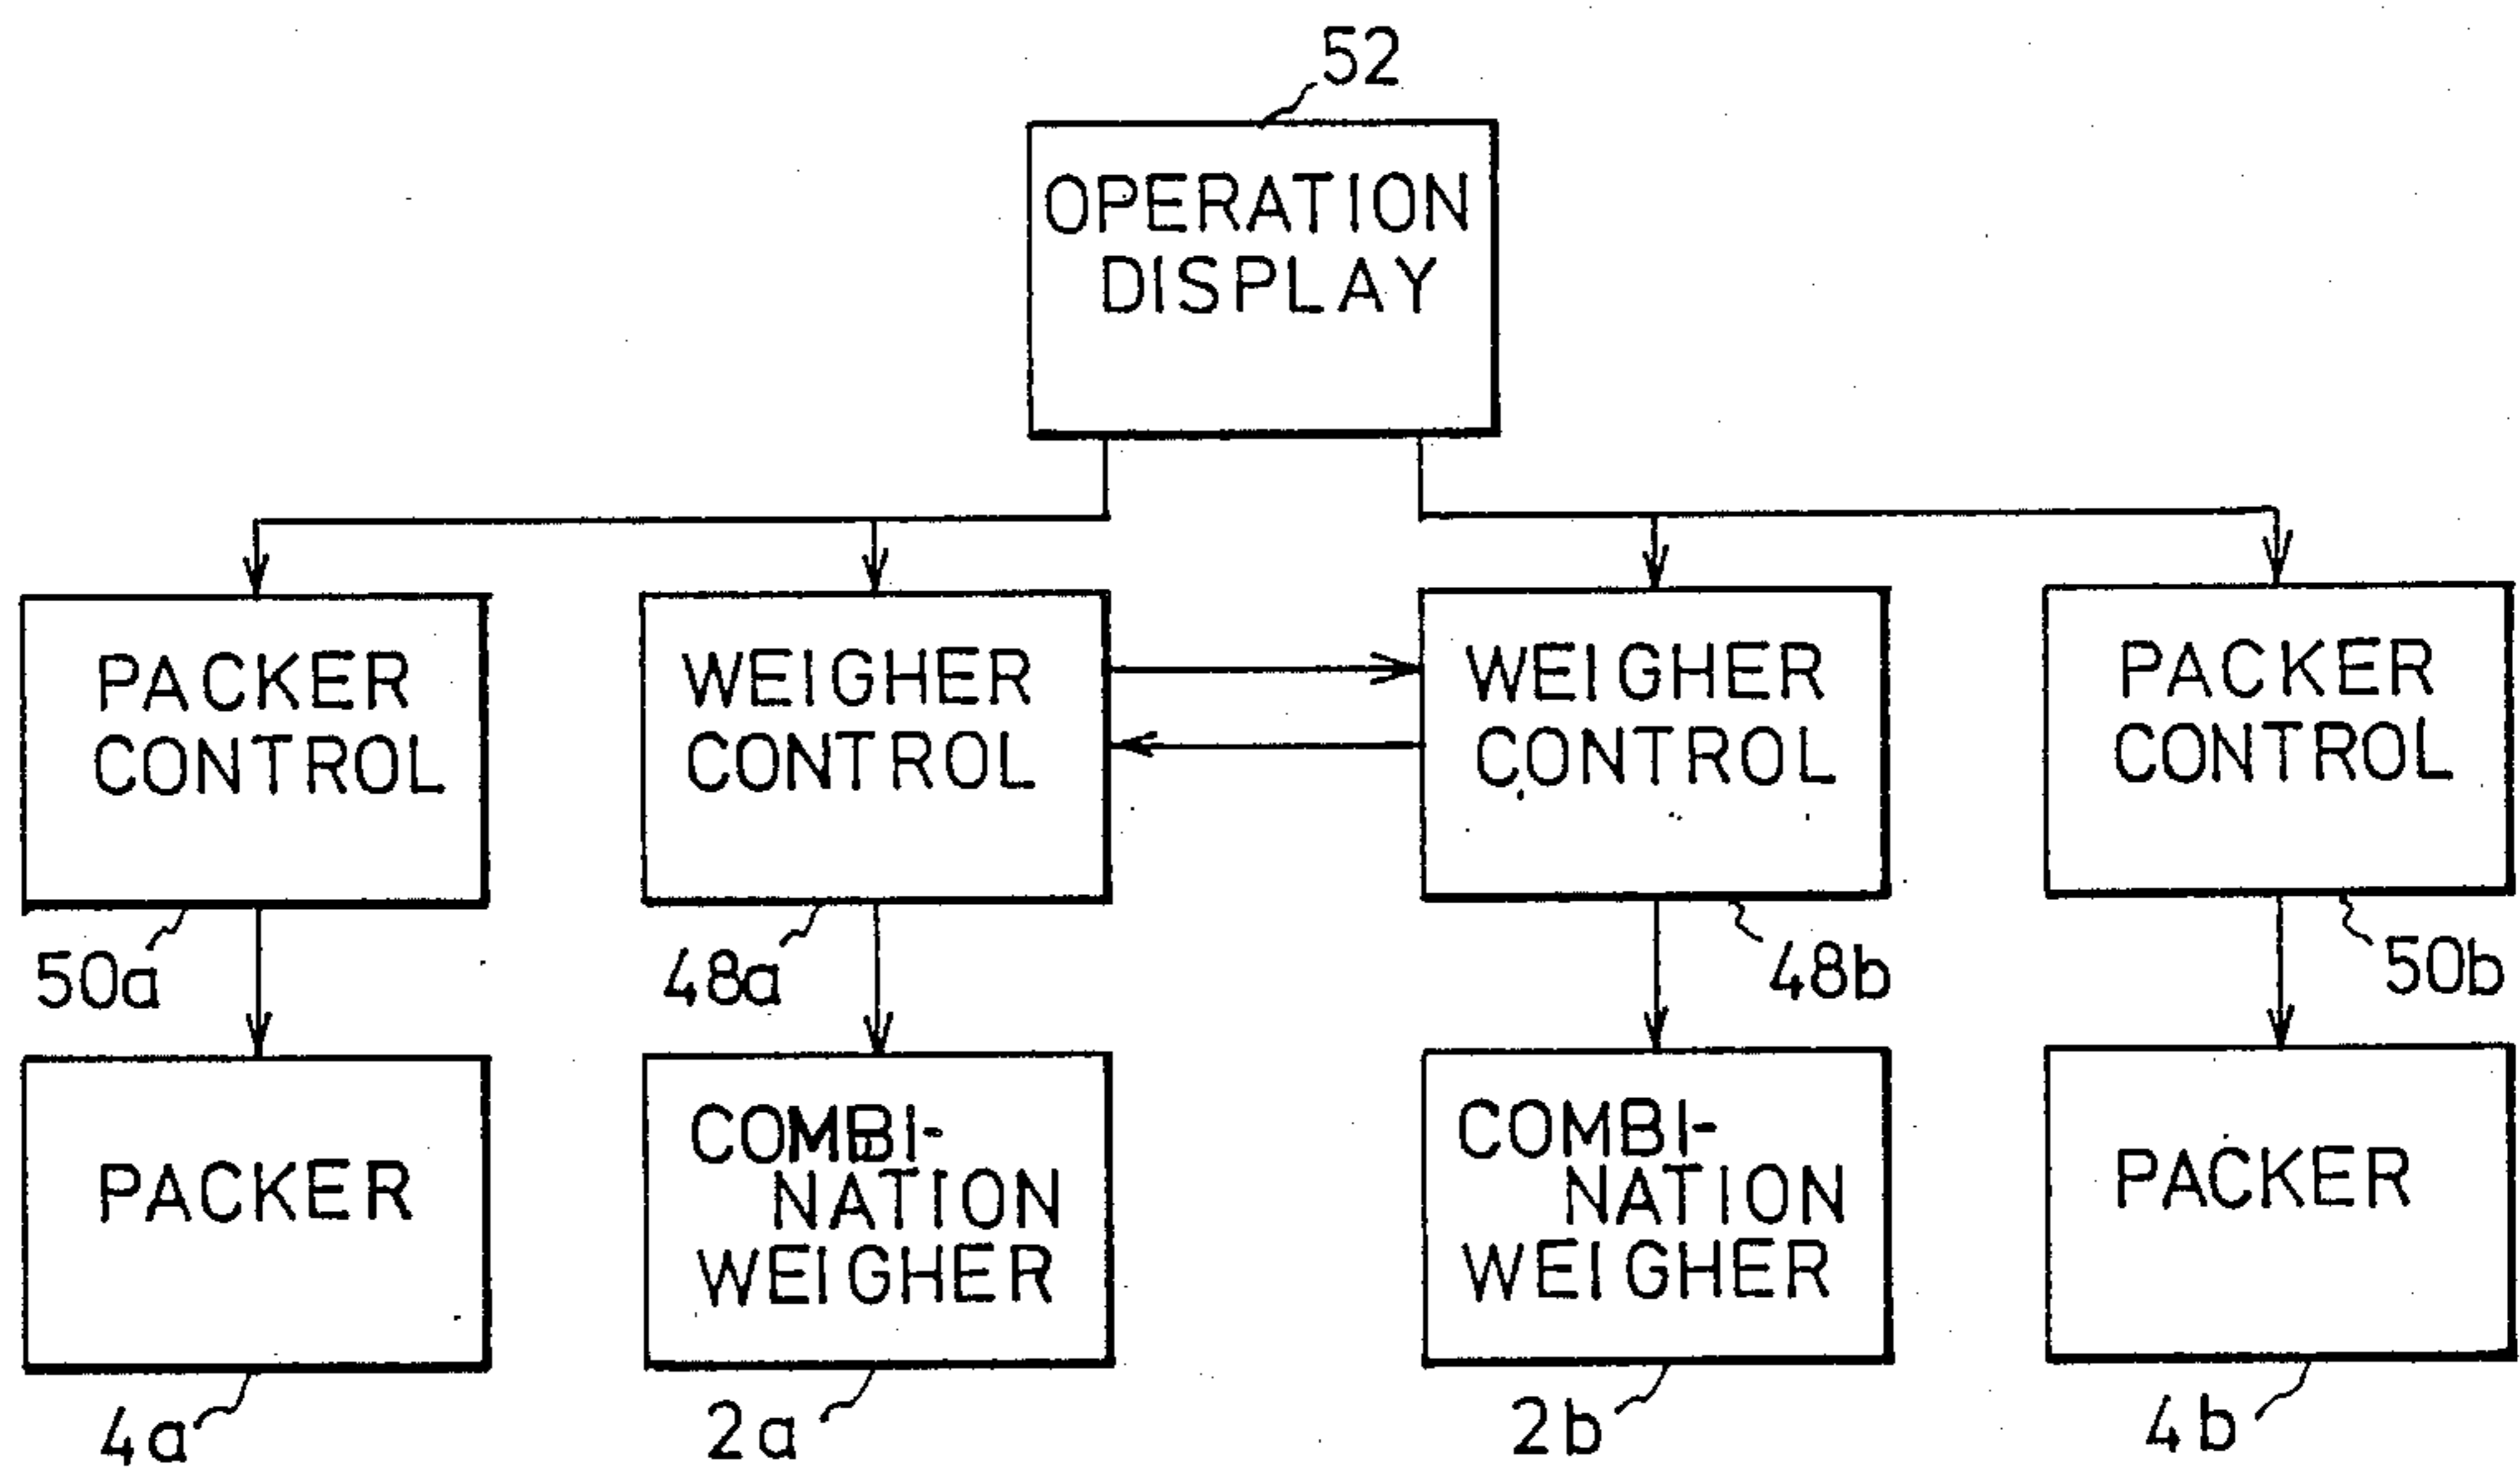 52
OPERATION
DISPLAY
PACKER
CONTROL
WEIGHER
CONTROL
WEIGHER
CONTROL
PACKER
CONTROL
50a
48a
48b
50b
PACKER
COMBI-
NATION
WEIGHER
COMBI-
NATION
WEIGHER
PACKER
4a
2a
2b
4b